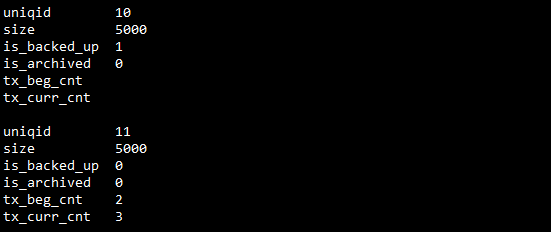 uniqid 10
size 5000
is_backed_up 1
is_archived 0
tx_beg_cnt
tx_curr_cnt
uniqid 11
size 5000
is_backed_up 0
is_archived 0
tx_beg_cnt 2
tx_curr_cnt 3